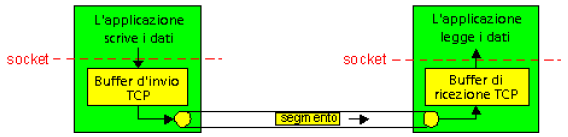 L'applicazione
scrive i dati
socket
Buffer d'invio
TCP
segmento
L'applicazione
legge i dati
socket
Buffer di
ricezione TCP